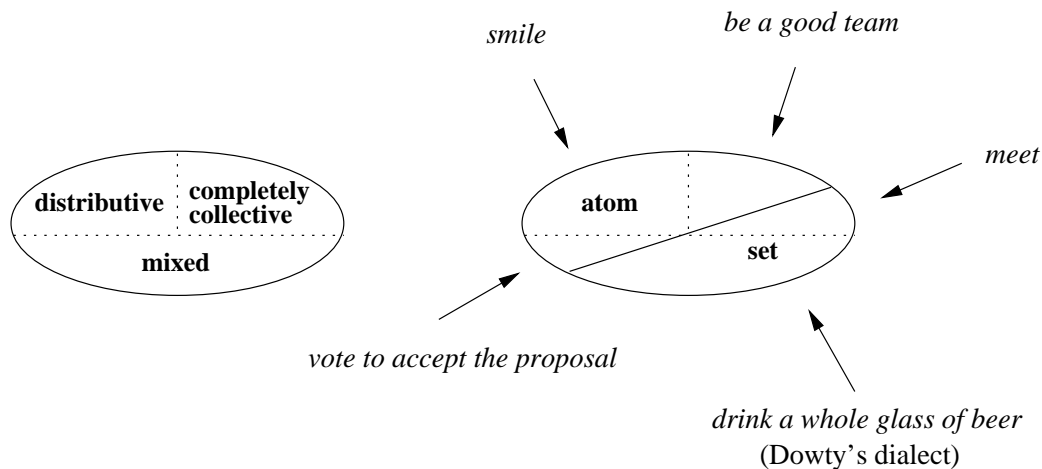 smile
be a good team
meet
distributive
completely
collective
mixed
atom
set
vote to accept the proposal
drink a whole glass of beer
(Dowty's dialect)